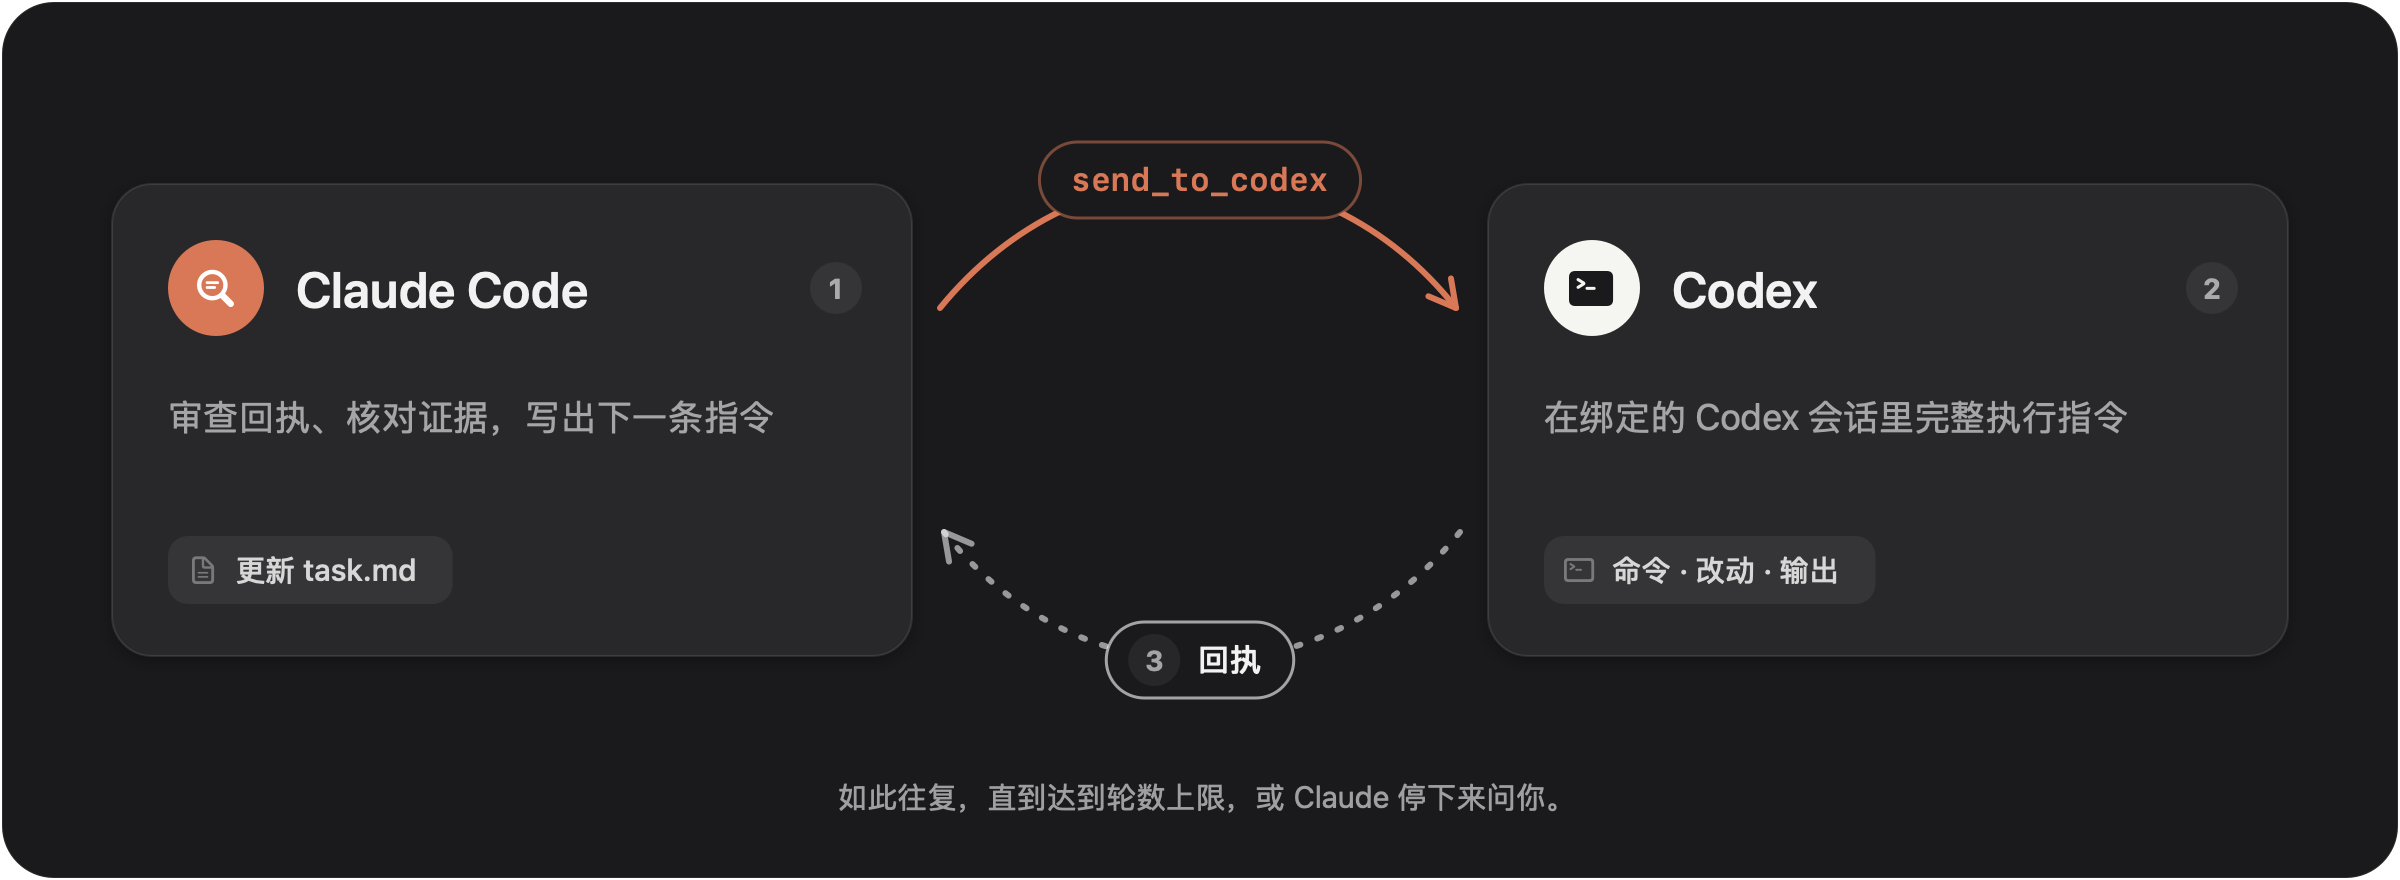 send_to_codex
Claude Code
1
审查回执、核对证据，写出下一条指令
更新 task.md
Codex
2
在绑定的 Codex 会话里完整执行指令
命令 · 改动 · 输出
3 回执
如此往复，直到达到轮数上限，或 Claude 停下来问你。